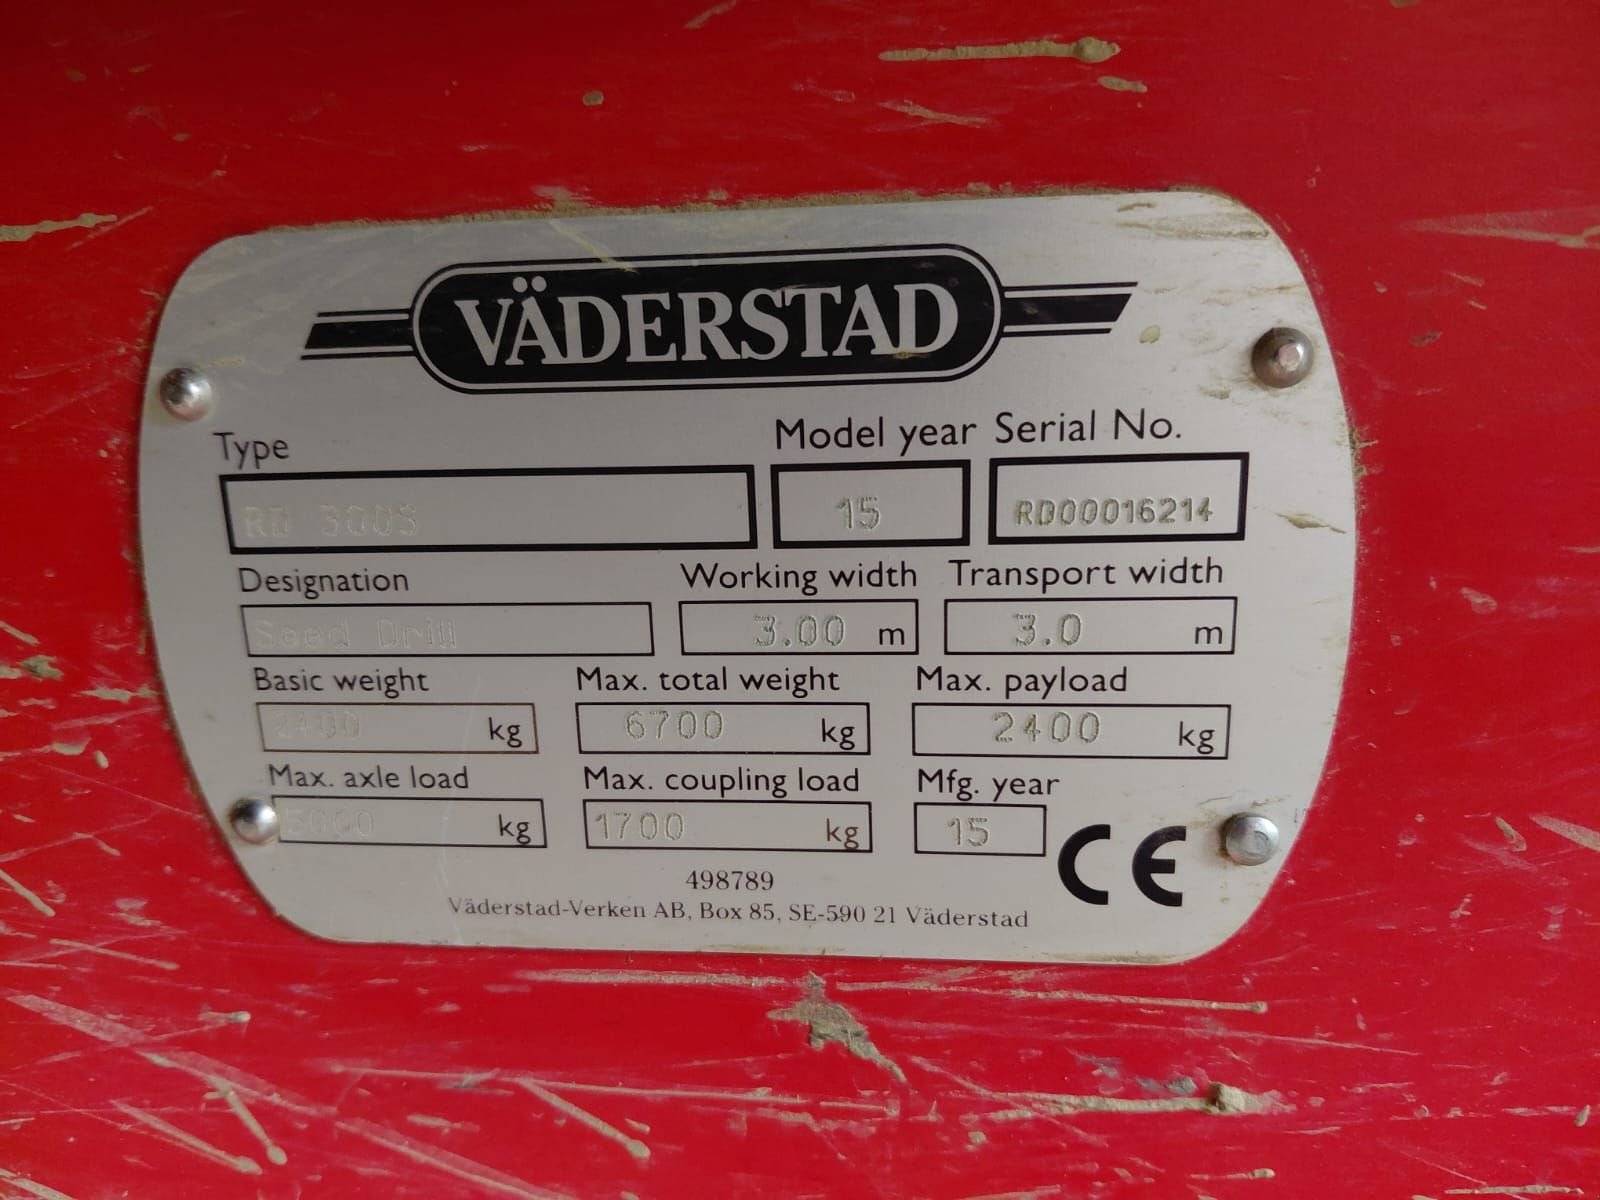 VÄDERSTAD
Type Model year Serial No.
RD 300S 15 RD00016214
Designation Working width Transport width
Seed Drill 3.00 m 3.0 m
Basic weight Max. total weight Max. payload
kg 6700 kg 2400 kg
Max. axle load Max. coupling load Mfg. year
5000 kg 1700 kg 15
CE
498789
Väderstad-Verken AB, Box 85, SE-590 21 Väderstad